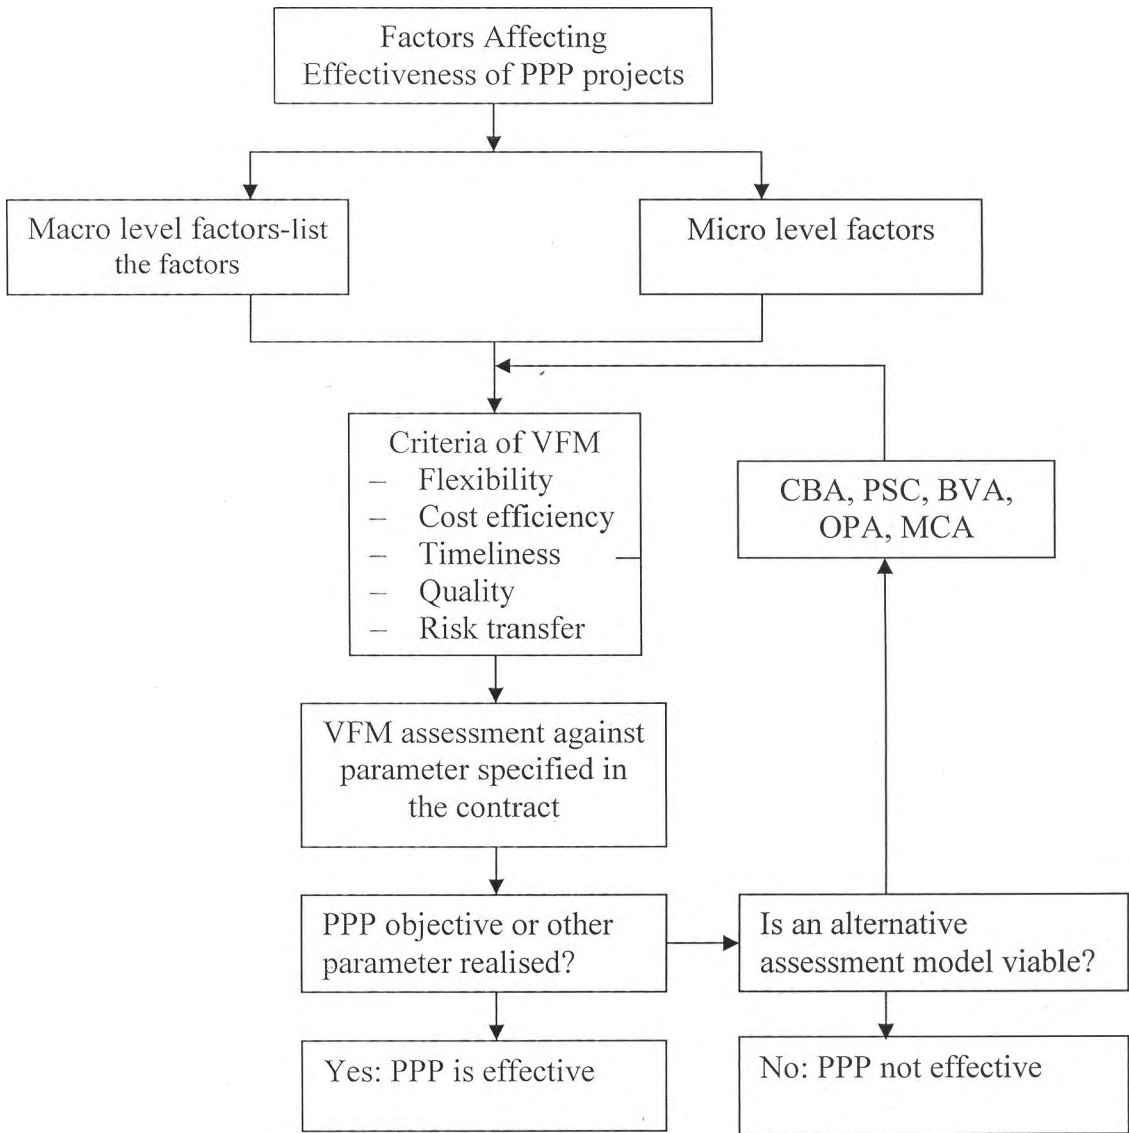 Factors Affecting
Effectiveness of PPP projects
Macro level factors-list
the factors
Micro level factors
Criteria of VFM
– Flexibility
– Cost efficiency
– Timeliness
– Quality
– Risk transfer
CBA, PSC, BVA,
OPA, MCA
VFM assessment against
parameter specified in
the contract
PPP objective or other
parameter realised?
Is an alternative
assessment model viable?
Yes: PPP is effective
No: PPP not effective